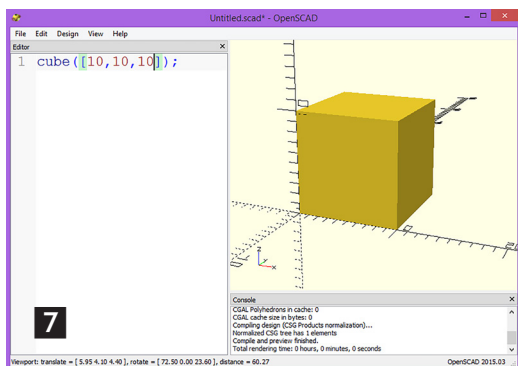 Untitled.scad* - OpenSCAD
File Edit Design View Help
Editor
1 cube([10,10,10]);
7
10
z
y
x
Console
CGAL Polyhedrons in cache: 0
CGAL cache size in bytes: 0
Compiling design (CSG Products normalization)...
Normalized CSG tree has 1 elements
Compile and preview finished.
Total rendering time: 0 hours, 0 minutes, 0 seconds
Viewport: translate = [ 5.95 4.10 4.40 ], rotate = [ 72.50 0.00 23.60 ], distance = 60.27
OpenSCAD 2015.03